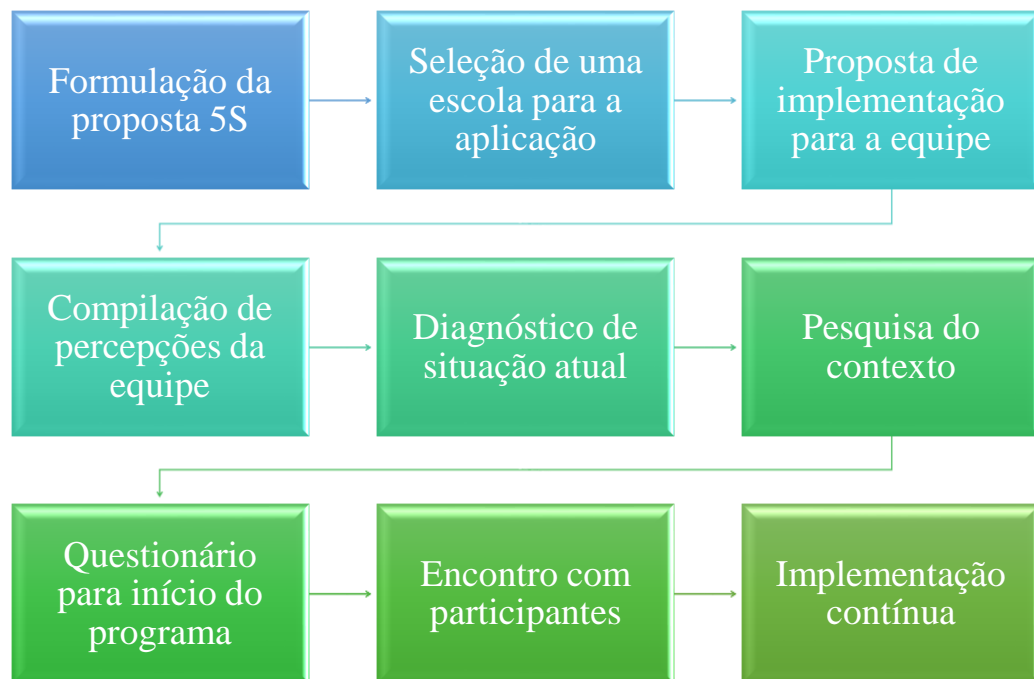 Formulação da
proposta 5S
Seleção de uma
escola para a
aplicação
Proposta de
implementação
para a equipe
Compilação de
percepções da
equipe
Diagnóstico de
situação atual
Pesquisa do
contexto
Questionário
para início do
programa
Encontro com
participantes
Implementação
contínua